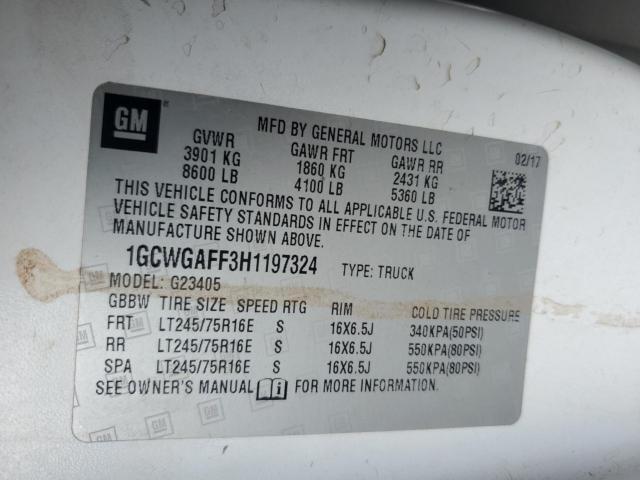 GM
MFD BY GENERAL MOTORS LLC
GVWR GAWR FRT GAWR RR 02/17
3901 KG 1860 KG 2431 KG
8600 LB 4100 LB 5360 LB
THIS VEHICLE CONFORMS TO ALL APPLICABLE U.S. FEDERAL MOTOR
VEHICLE SAFETY STANDARDS IN EFFECT ON THE DATE OF
MANUFACTURE SHOWN ABOVE.
1GCWGAFF3H1197324 TYPE: TRUCK
MODEL: G23405
GBBW TIRE SIZE SPEED RTG RIM COLD TIRE PRESSURE
FRT LT245/75R16E S 16X6.5J 340KPA(50PSI)
RR LT245/75R16E S 16X6.5J 550KPA(80PSI)
SPA LT245/75R16E S 16X6.5J 550KPA(80PSI)
SEE OWNER'S MANUAL FOR MORE INFORMATION.